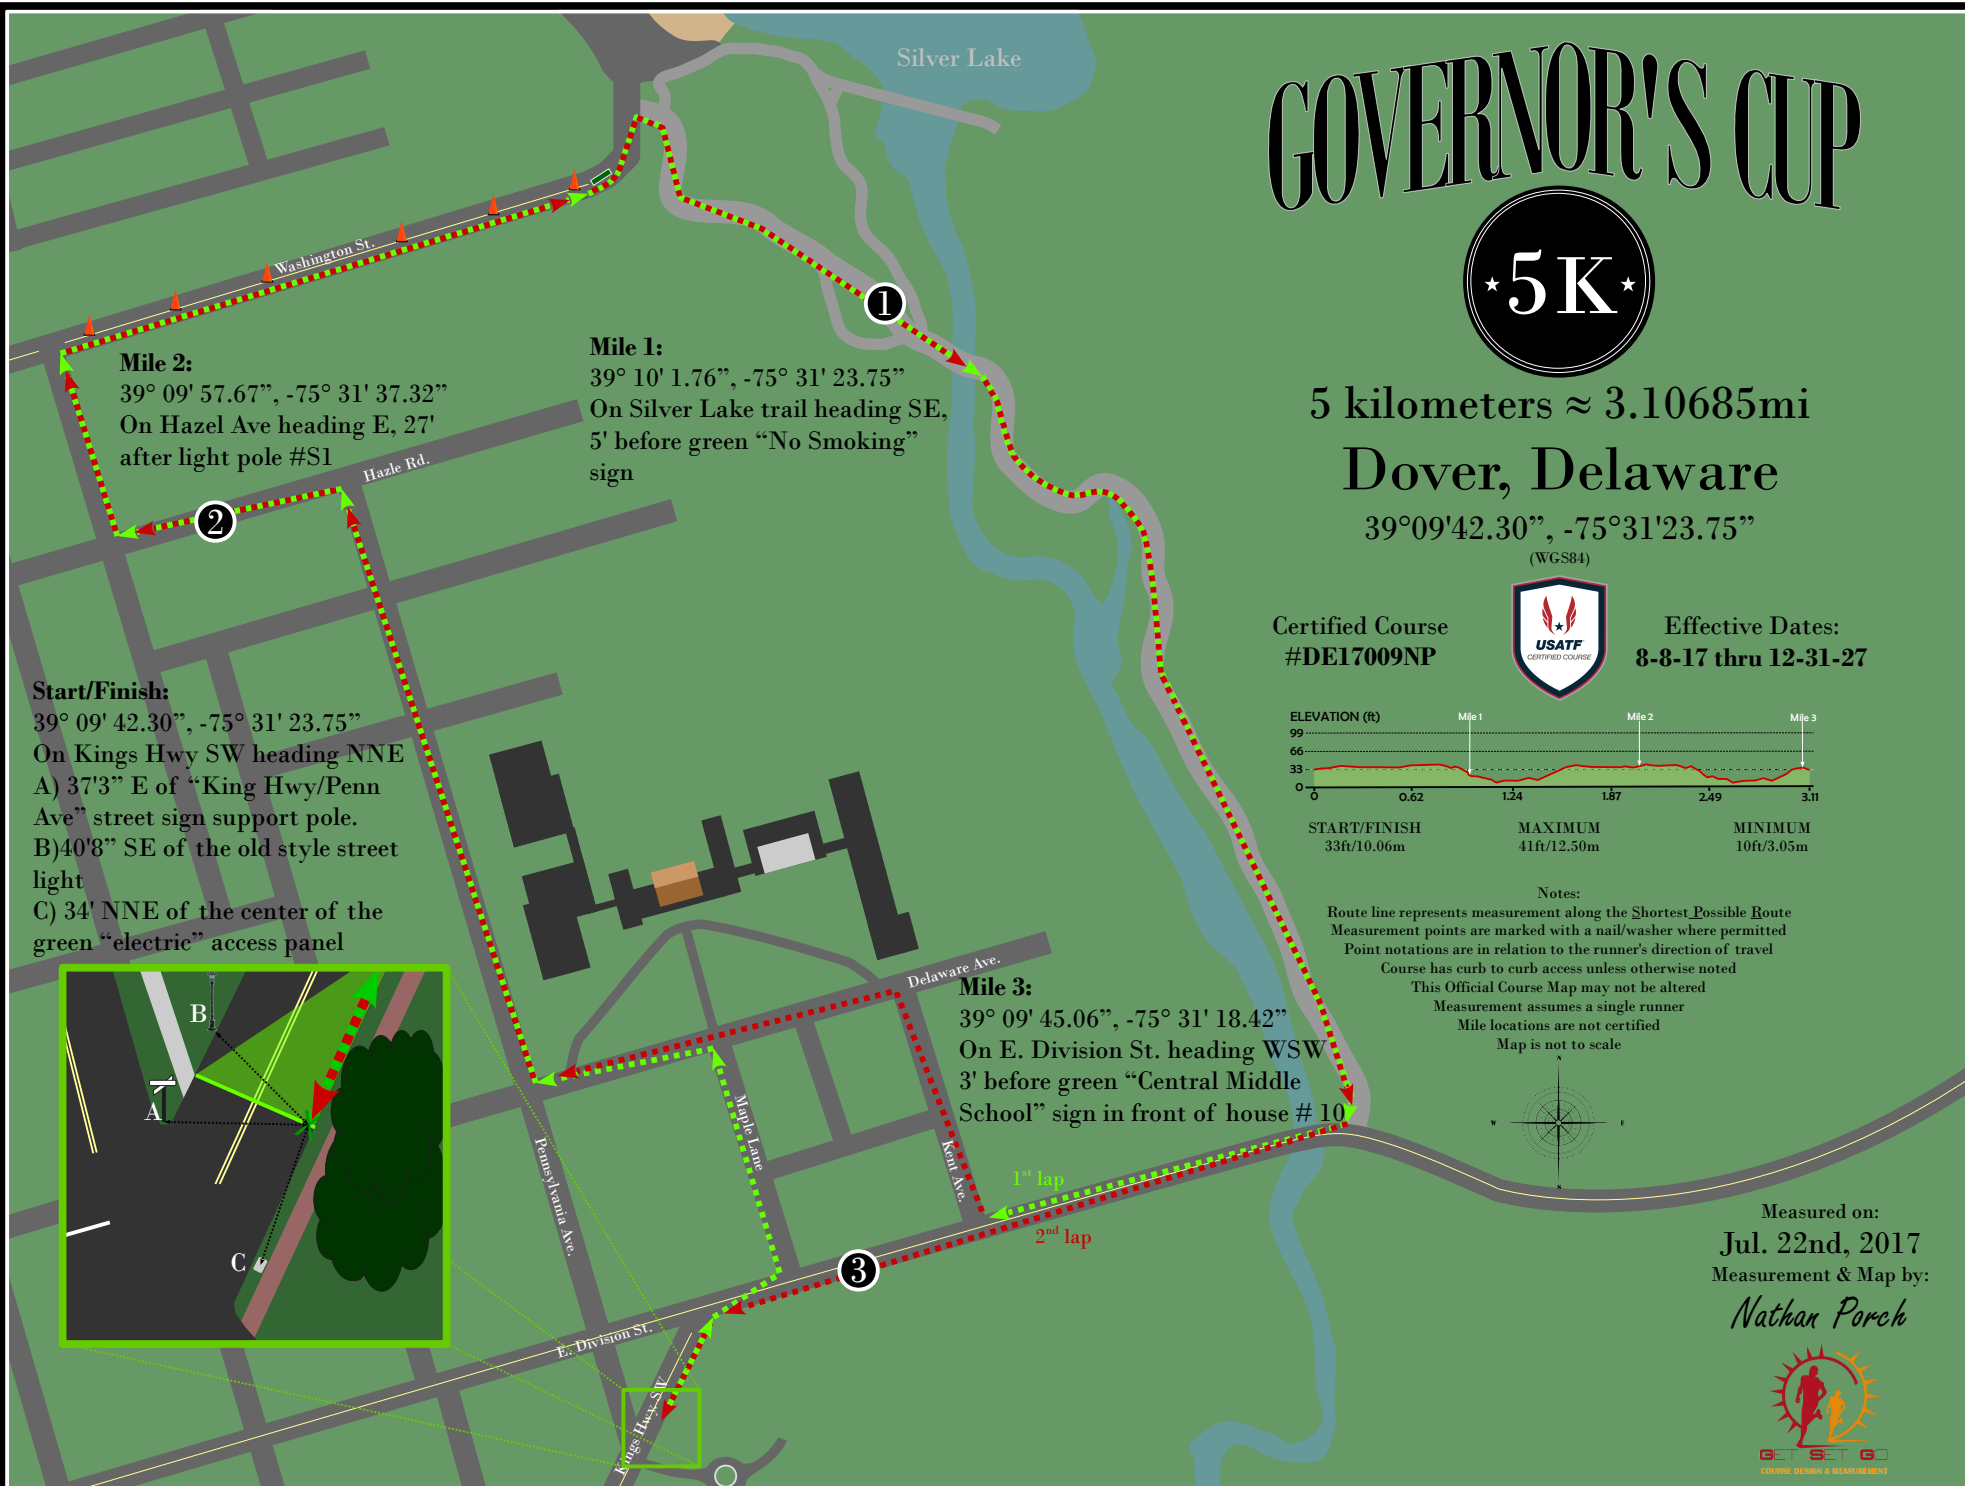 Silver Lake
GOVERNOR'S CUP
5K
5 kilometers ≈ 3.10685mi
Dover, Delaware
39°09'42.30”, -75°31'23.75”
(WGS84)
Certified Course
#DE17009NP
USATF
CERTIFIED COURSE
Effective Dates:
8-8-17 thru 12-31-27
ELEVATION (ft)
Mile 1
Mile 2
Mile 3
99
66
33
0
0
0.62
1.24
1.87
2.49
3.11
START/FINISH
33ft/10.06m
MAXIMUM
41ft/12.50m
MINIMUM
10ft/3.05m
Notes:
Route line represents measurement along the Shortest Possible Route
Measurement points are marked with a nail/washer where permitted
Point notations are in relation to the runner's direction of travel
Course has curb to curb access unless otherwise noted
This Official Course Map may not be altered
Measurement assumes a single runner
Mile locations are not certified
Map is not to scale
N
W
E
S
Measured on:
Jul. 22nd, 2017
Measurement & Map by:
Nathan Porch
GET SET GO
COURSE DESIGN & MEASUREMENT
Washington St.
1
Mile 2:
39° 09' 57.67”, -75° 31' 37.32”
On Hazel Ave heading E, 27'
after light pole #S1
Mile 1:
39° 10' 1.76”, -75° 31' 23.75”
On Silver Lake trail heading SE,
5' before green “No Smoking”
sign
Hazle Rd.
2
Start/Finish:
39° 09' 42.30”, -75° 31' 23.75”
On Kings Hwy SW heading NNE
A) 37'3” E of “King Hwy/Penn
Ave” street sign support pole.
B)40'8” SE of the old style street
light
C) 34' NNE of the center of the
green “electric” access panel
B
A
C
Delaware Ave.
Mile 3:
39° 09' 45.06”, -75° 31' 18.42”
On E. Division St. heading WSW
3' before green “Central Middle
School” sign in front of house # 10
Maple Lane
Kent Ave.
Pennsylvania Ave.
1st lap
2nd lap
3
E. Division St.
Kings Hwy. SW